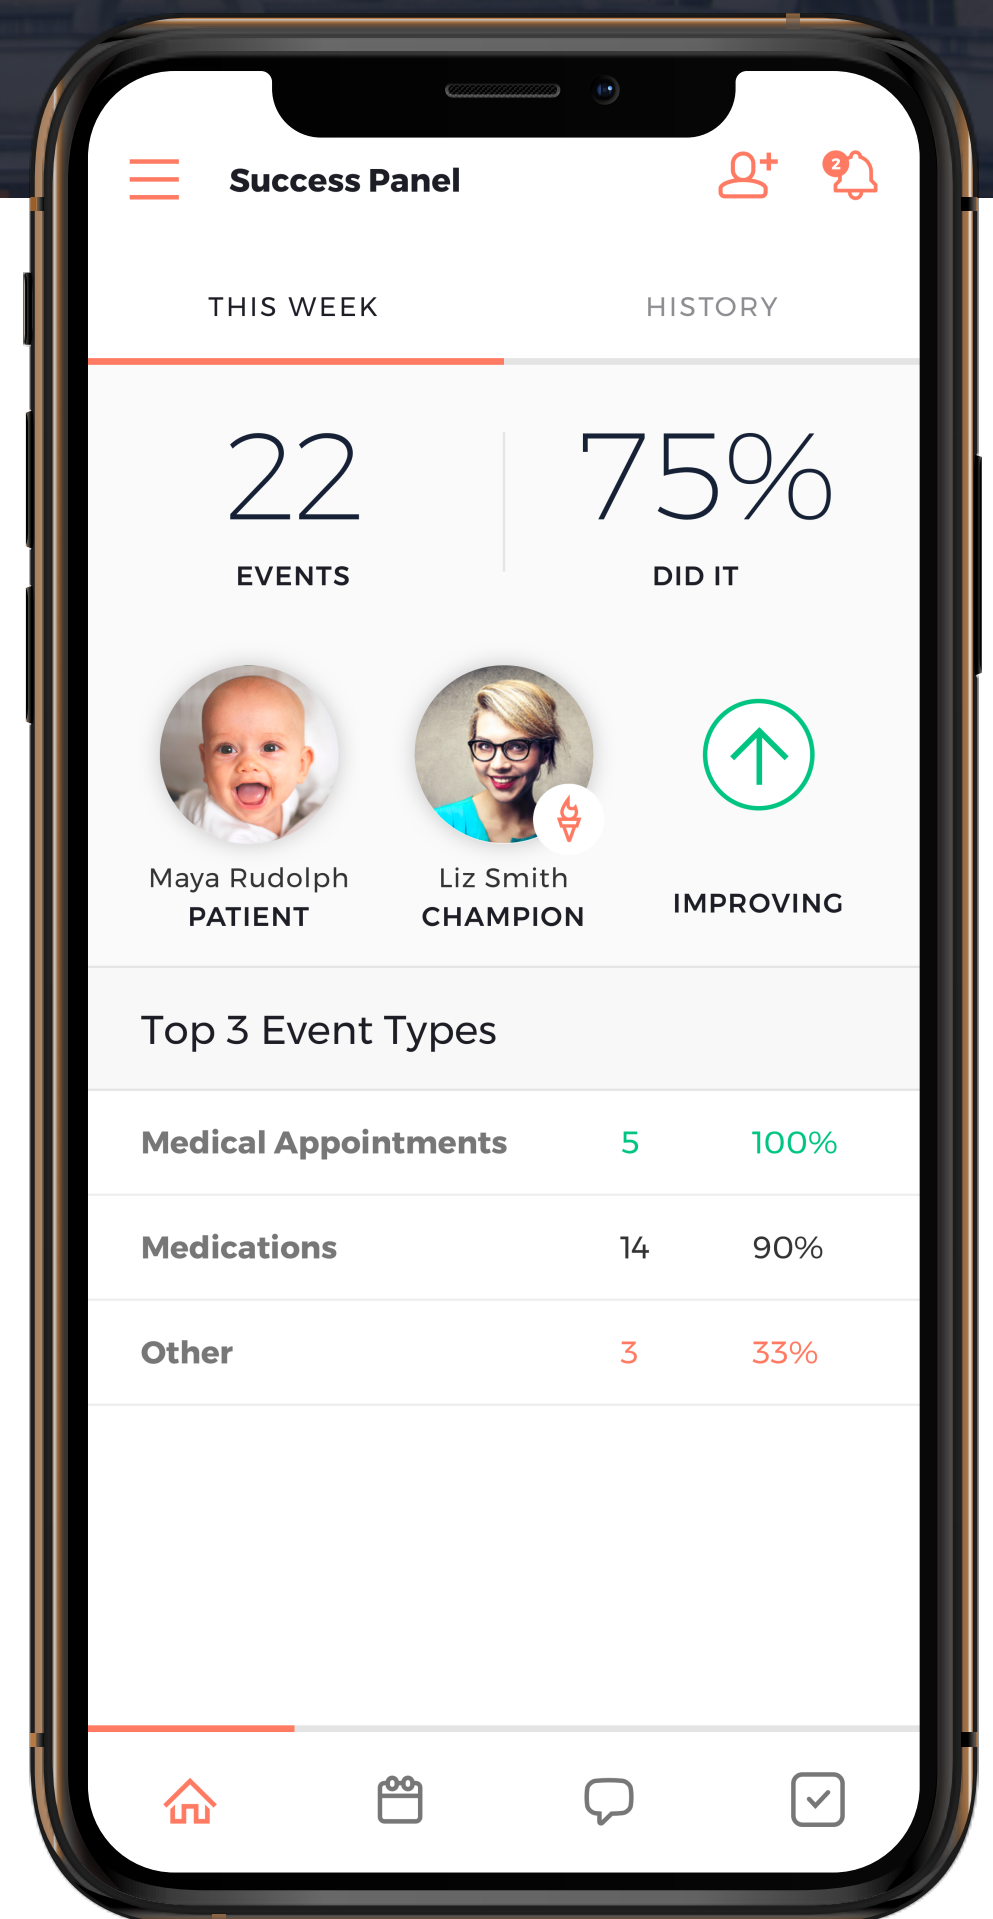 Success Panel
2
THIS WEEK
HISTORY
22
75%
EVENTS
DID IT
Maya Rudolph
PATIENT
Liz Smith
CHAMPION
IMPROVING
Top 3 Event Types
Medical Appointments 5 100%
Medications 14 90%
Other 3 33%